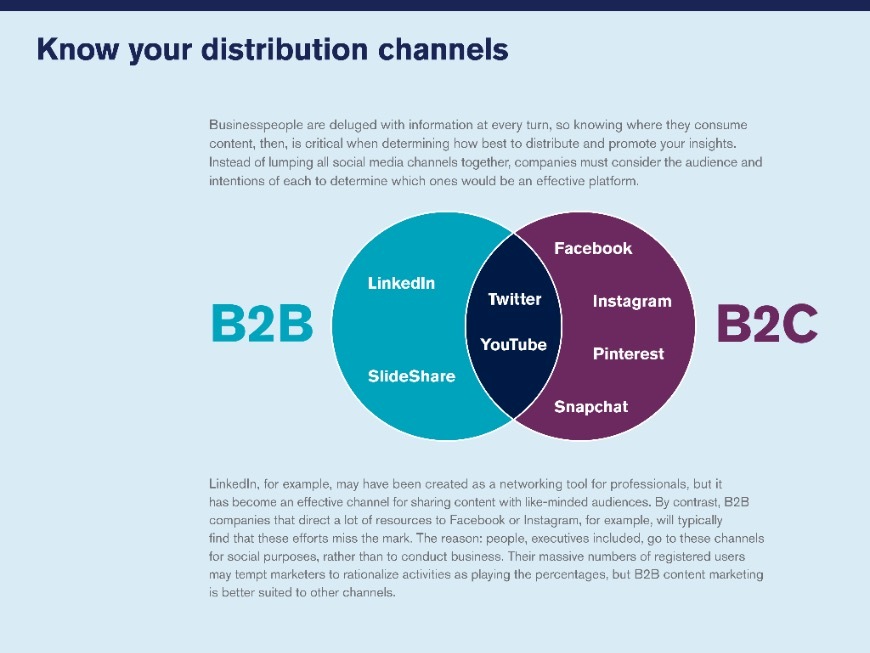 Know your distribution channels
Businesspeople are deluged with information at every turn, so knowing where they consume
content, then, is critical when determining how best to distribute and promote your insights.
Instead of lumping all social media channels together, companies must consider the audience and
intentions of each to determine which ones would be an effective platform.
B2B
LinkedIn
SlideShare
Twitter
YouTube
Facebook
Instagram
Pinterest
Snapchat
B2C
LinkedIn, for example, may have been created as a networking tool for professionals, but it
has become an effective channel for sharing content with like-minded audiences. By contrast, B2B
companies that direct a lot of resources to Facebook or Instagram, for example, will typically
find that these efforts miss the mark. The reason: people, executives included, go to these channels
for social purposes, rather than to conduct business. Their massive numbers of registered users
may tempt marketers to rationalize activities as playing the percentages, but B2B content marketing
is better suited to other channels.